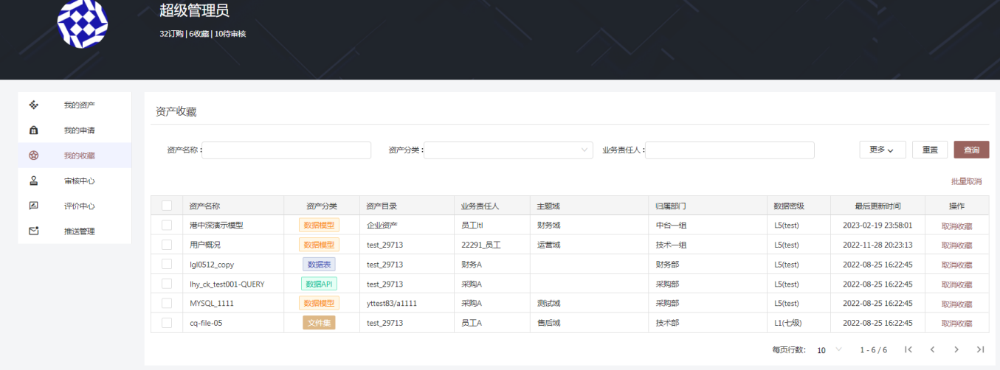 超级管理员
32订购 | 6收藏 | 10待审核
我的资产
我的申请
我的收藏
审核中心
评价中心
推送管理
资产收藏
资产名称 : 资产分类 : 业务责任人 : 更多 重置 查询
批量取消
资产名称 资产分类 资产目录 业务责任人 主题域 归属部门 数据密级 最后更新时间 操作
港中深演示模型 数据模型 企业资产 员工ltl 财务域 中台一组 L5(test) 2023-02-19 23:58:01 取消收藏
用户概况 数据模型 test_29713 22291_员工 运营域 技术一组 L5(test) 2022-11-28 20:23:13 取消收藏
lgl0512_copy 数据表 test_29713 财务A 财务部 L5(test) 2022-08-25 16:22:45 取消收藏
lhy_ck_test001-QUERY 数据API test_29713 采购A 采购部 L5(test) 2022-08-25 16:22:45 取消收藏
MYSQL_1111 数据模型 yttest83/a1111 采购A 测试域 采购部 L5(test) 2022-08-25 16:22:45 取消收藏
cq-file-05 文件集 test_29713 员工A 售后域 技术部 L1(七级) 2022-08-25 16:22:45 取消收藏
每页行数: 10 1 - 6 / 6